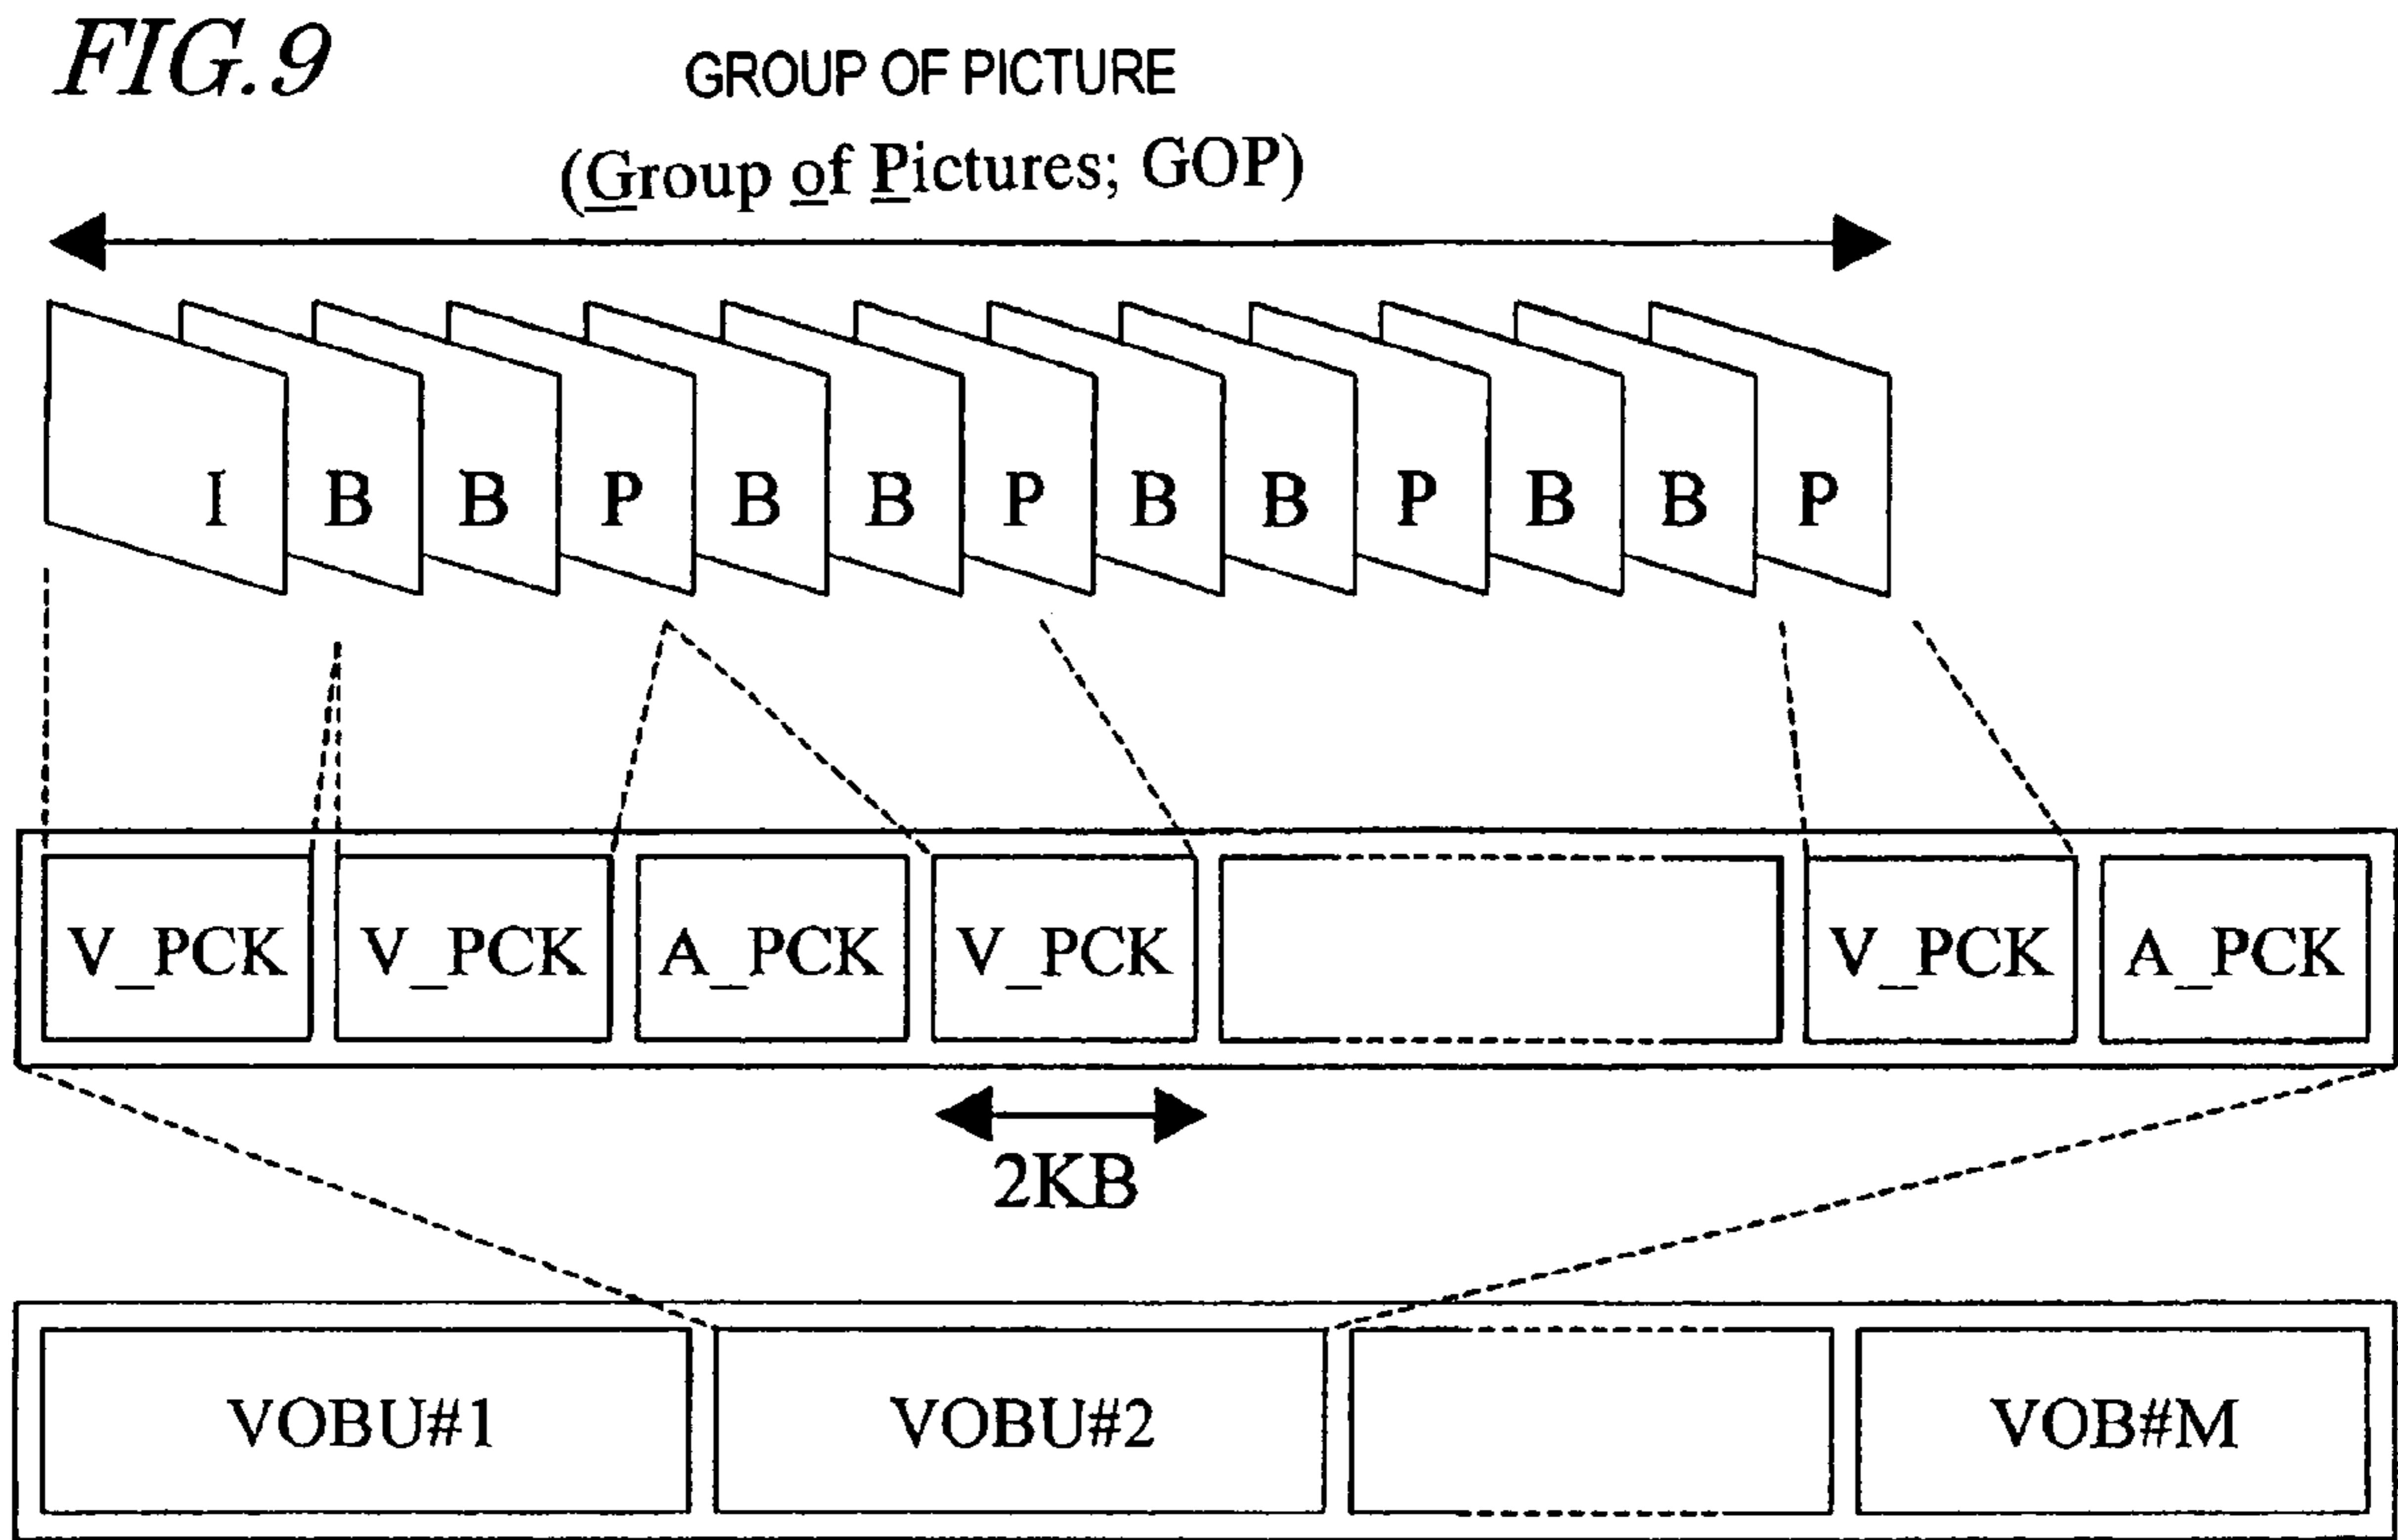 FIG.9
GROUP OF PICTURE
(Group of Pictures; GOP)
I B B P B B P B B P B B P
V_PCK V_PCK A_PCK V_PCK V_PCK A_PCK
2KB
VOBU#1 VOBU#2 VOB#M